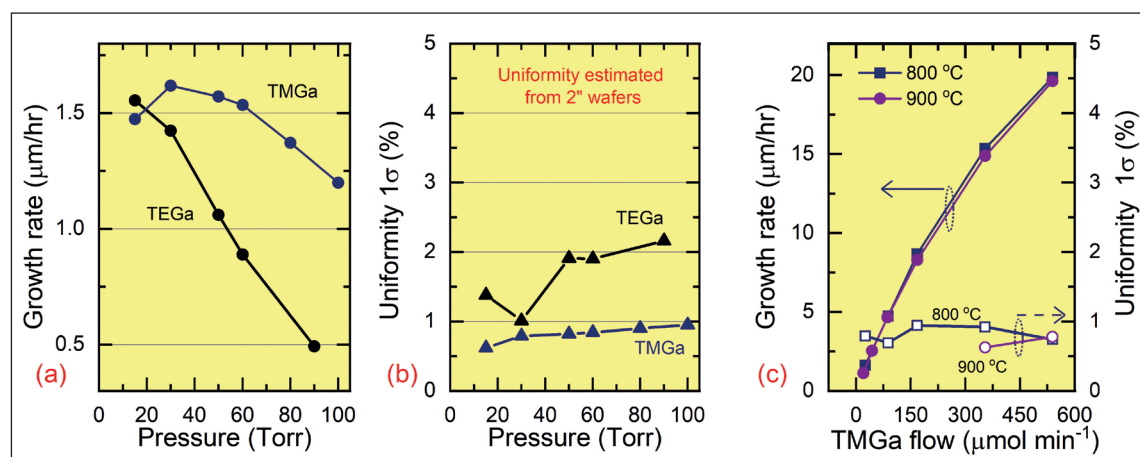 1.5
1.0
0.5
Growth rate (μm/hr)
TMGa
TEGa
(a)
0 20 40 60 80 100
Pressure (Torr)
5
4
3
2
1
0
Uniformity 1σ (%)
Uniformity estimated
from 2" wafers
TEGa
TMGa
(b)
0 20 40 60 80 100
Pressure (Torr)
20
15
10
5
0
Growth rate (μm/hr)
800 °C
900 °C
800 °C
900 °C
(c)
5
4
3
2
1
0
Uniformity 1σ (%)
0 150 300 450 600
TMGa flow (μmol min⁻¹)